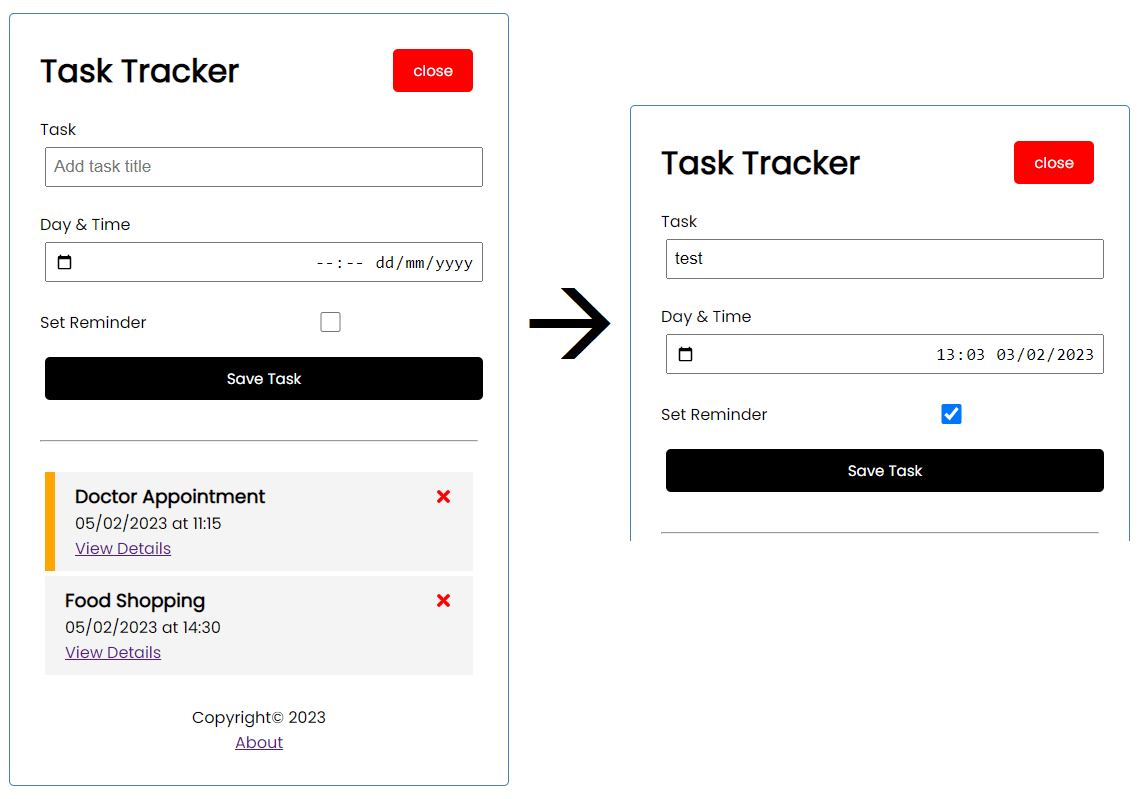 Task Tracker
close
Task
Add task title
Day & Time
--:-- dd/mm/yyyy
Set Reminder
Save Task
Doctor Appointment
05/02/2023 at 11:15
View Details
Food Shopping
05/02/2023 at 14:30
View Details
Copyright© 2023
About
Task Tracker
close
Task
test
Day & Time
13:03 03/02/2023
Set Reminder
Save Task